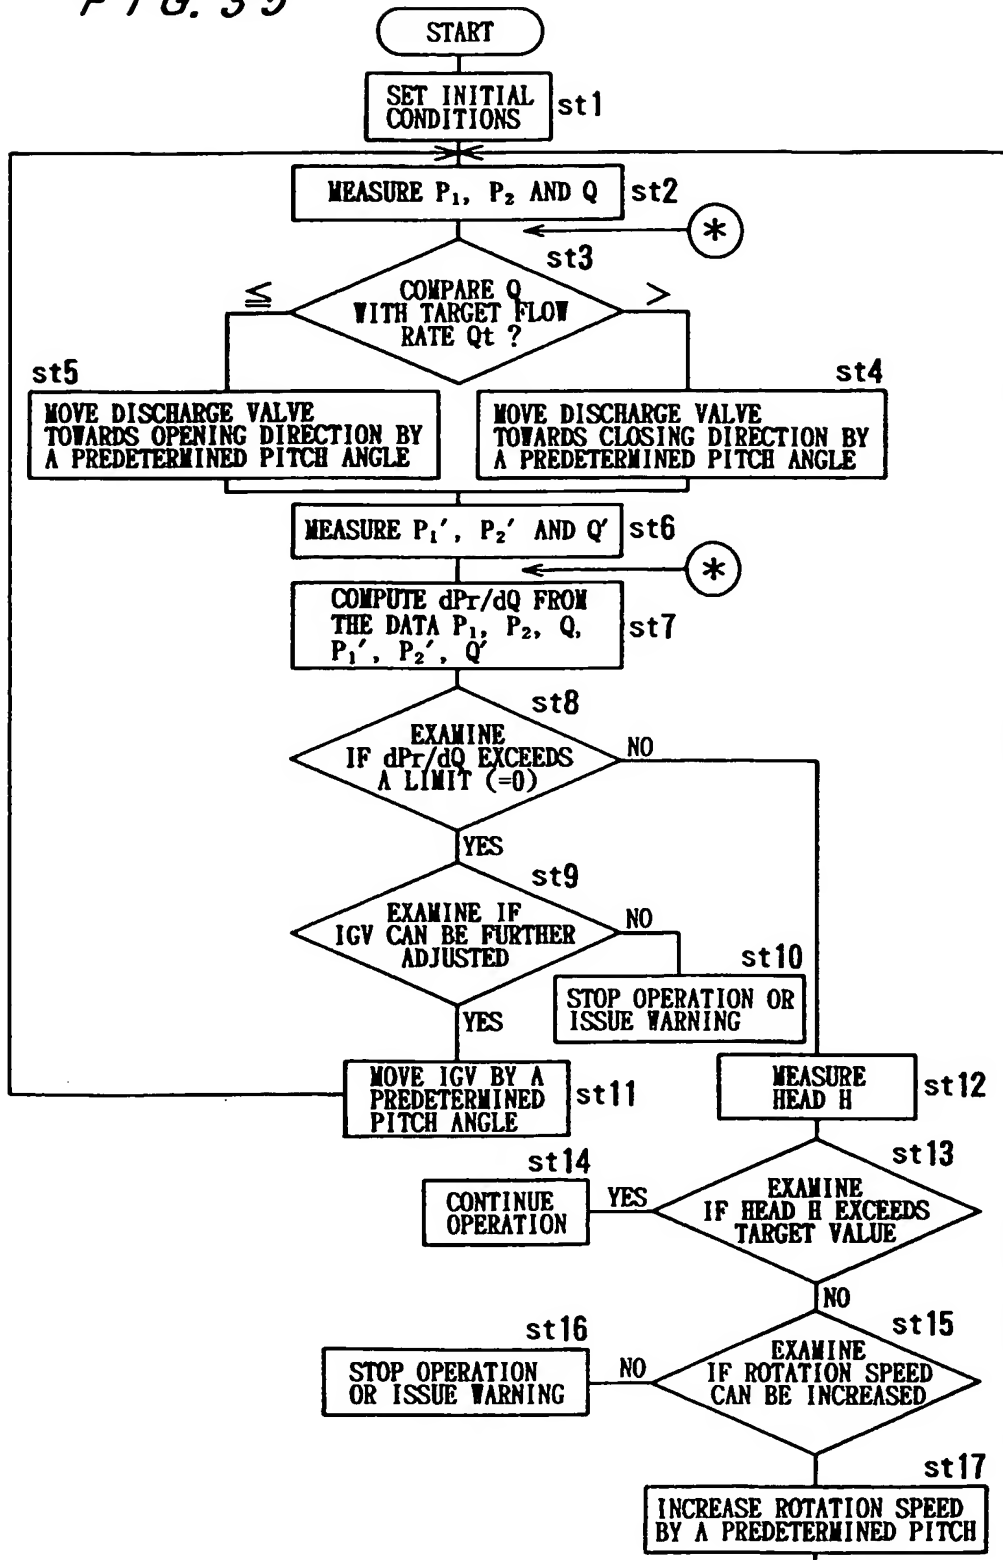 FIG. 39
START
SET INITIAL
CONDITIONS
st1
MEASURE P₁, P₂ AND Q
st2
*
st3
COMPARE Q
WITH TARGET FLOW
RATE Qt ?
≦
>
st5
MOVE DISCHARGE VALVE
TOWARDS OPENING DIRECTION BY
A PREDETERMINED PITCH ANGLE
st4
MOVE DISCHARGE VALVE
TOWARDS CLOSING DIRECTION BY
A PREDETERMINED PITCH ANGLE
MEASURE P₁′, P₂′ AND Q′
st6
*
COMPUTE dPr/dQ FROM
THE DATA P₁, P₂, Q,
P₁′, P₂′, Q′
st7
st8
EXAMINE
IF dPr/dQ EXCEEDS
A LIMIT (=0)
NO
YES
st9
EXAMINE IF
IGV CAN BE FURTHER
ADJUSTED
NO
st10
STOP OPERATION OR
ISSUE WARNING
YES
MOVE IGV BY A
PREDETERMINED
PITCH ANGLE
st11
MEASURE
HEAD H
st12
st13
EXAMINE
IF HEAD H EXCEEDS
TARGET VALUE
YES
st14
CONTINUE
OPERATION
NO
st15
EXAMINE
IF ROTATION SPEED
CAN BE INCREASED
NO
st16
STOP OPERATION
OR ISSUE WARNING
st17
INCREASE ROTATION SPEED
BY A PREDETERMINED PITCH